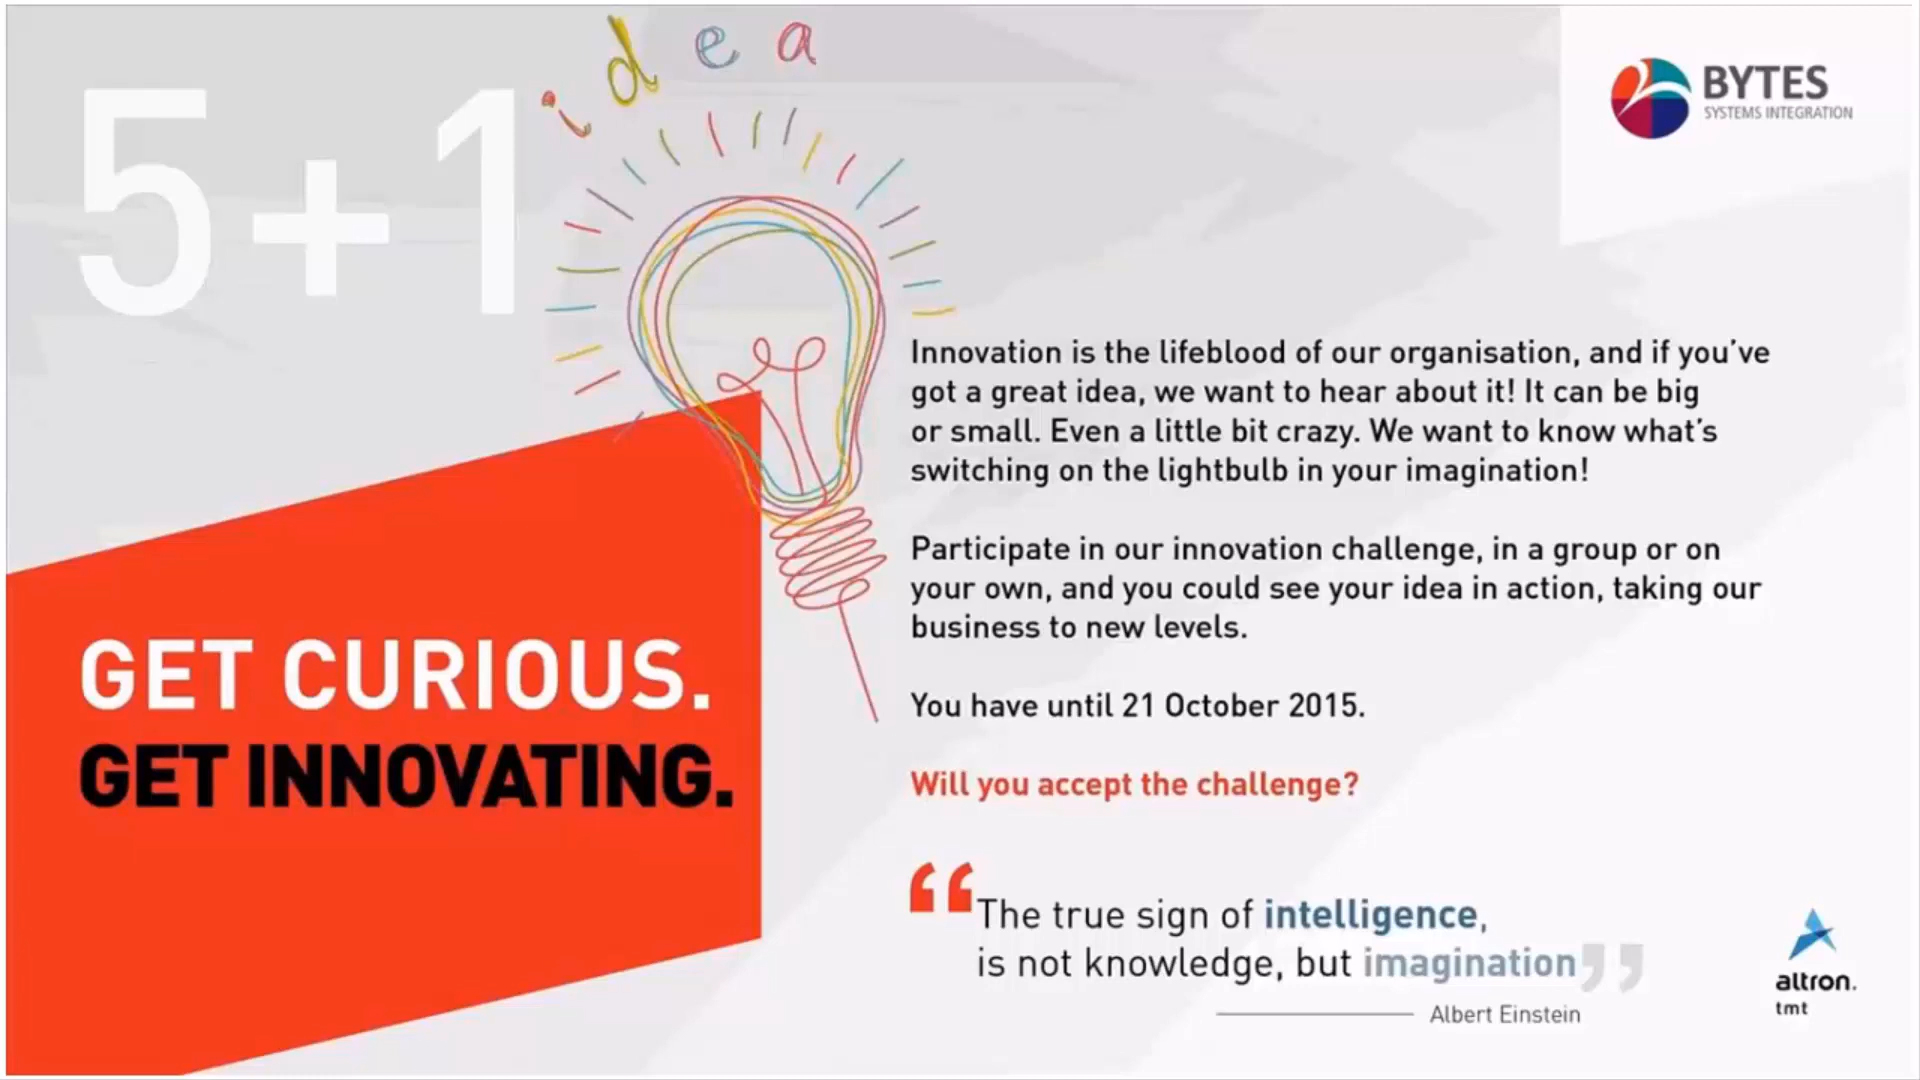 idea
5+1
BYTES
SYSTEMS INTEGRATION
Innovation is the lifeblood of our organisation, and if you've
got a great idea, we want to hear about it! It can be big
or small. Even a little bit crazy. We want to know what's
switching on the lightbulb in your imagination!
Participate in our innovation challenge, in a group or on
your own, and you could see your idea in action, taking our
business to new levels.
You have until 21 October 2015.
Will you accept the challenge?
GET CURIOUS.
GET INNOVATING.
“The true sign of intelligence,
is not knowledge, but imagination”
Albert Einstein
altron.
tmt